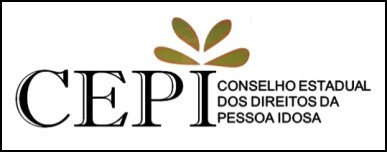 CEPI
CONSELHO ESTADUAL
DOS DIREITOS DA
PESSOA IDOSA